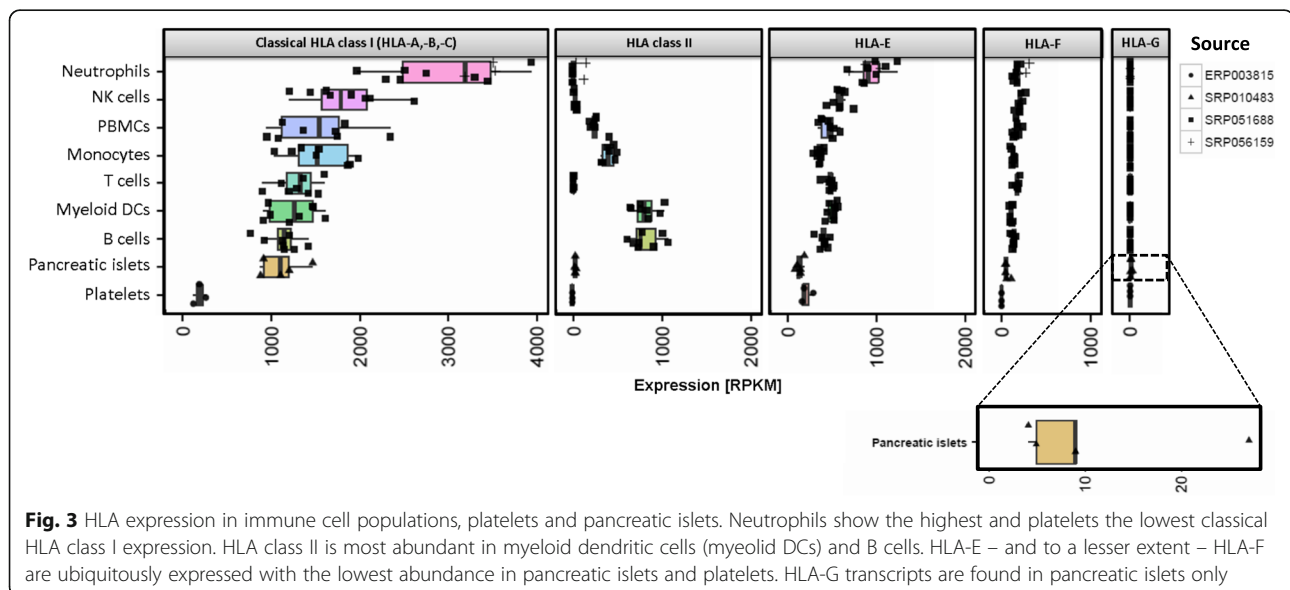 Classical HLA class I (HLA-A,-B,-C)
HLA class II
HLA-E
HLA-F
HLA-G
Source
ERP003815
SRP010483
SRP051688
SRP056159
Neutrophils
NK cells
PBMCs
Monocytes
T cells
Myeloid DCs
B cells
Pancreatic islets
Platelets
0 1000 2000 3000 4000
0 1000 2000
0 1000 2000
0 1000
0
Expression [RPKM]
Pancreatic islets
0 10 20
Fig. 3 HLA expression in immune cell populations, platelets and pancreatic islets. Neutrophils show the highest and platelets the lowest classical
HLA class I expression. HLA class II is most abundant in myeloid dendritic cells (myeolid DCs) and B cells. HLA-E – and to a lesser extent – HLA-F
are ubiquitously expressed with the lowest abundance in pancreatic islets and platelets. HLA-G transcripts are found in pancreatic islets only